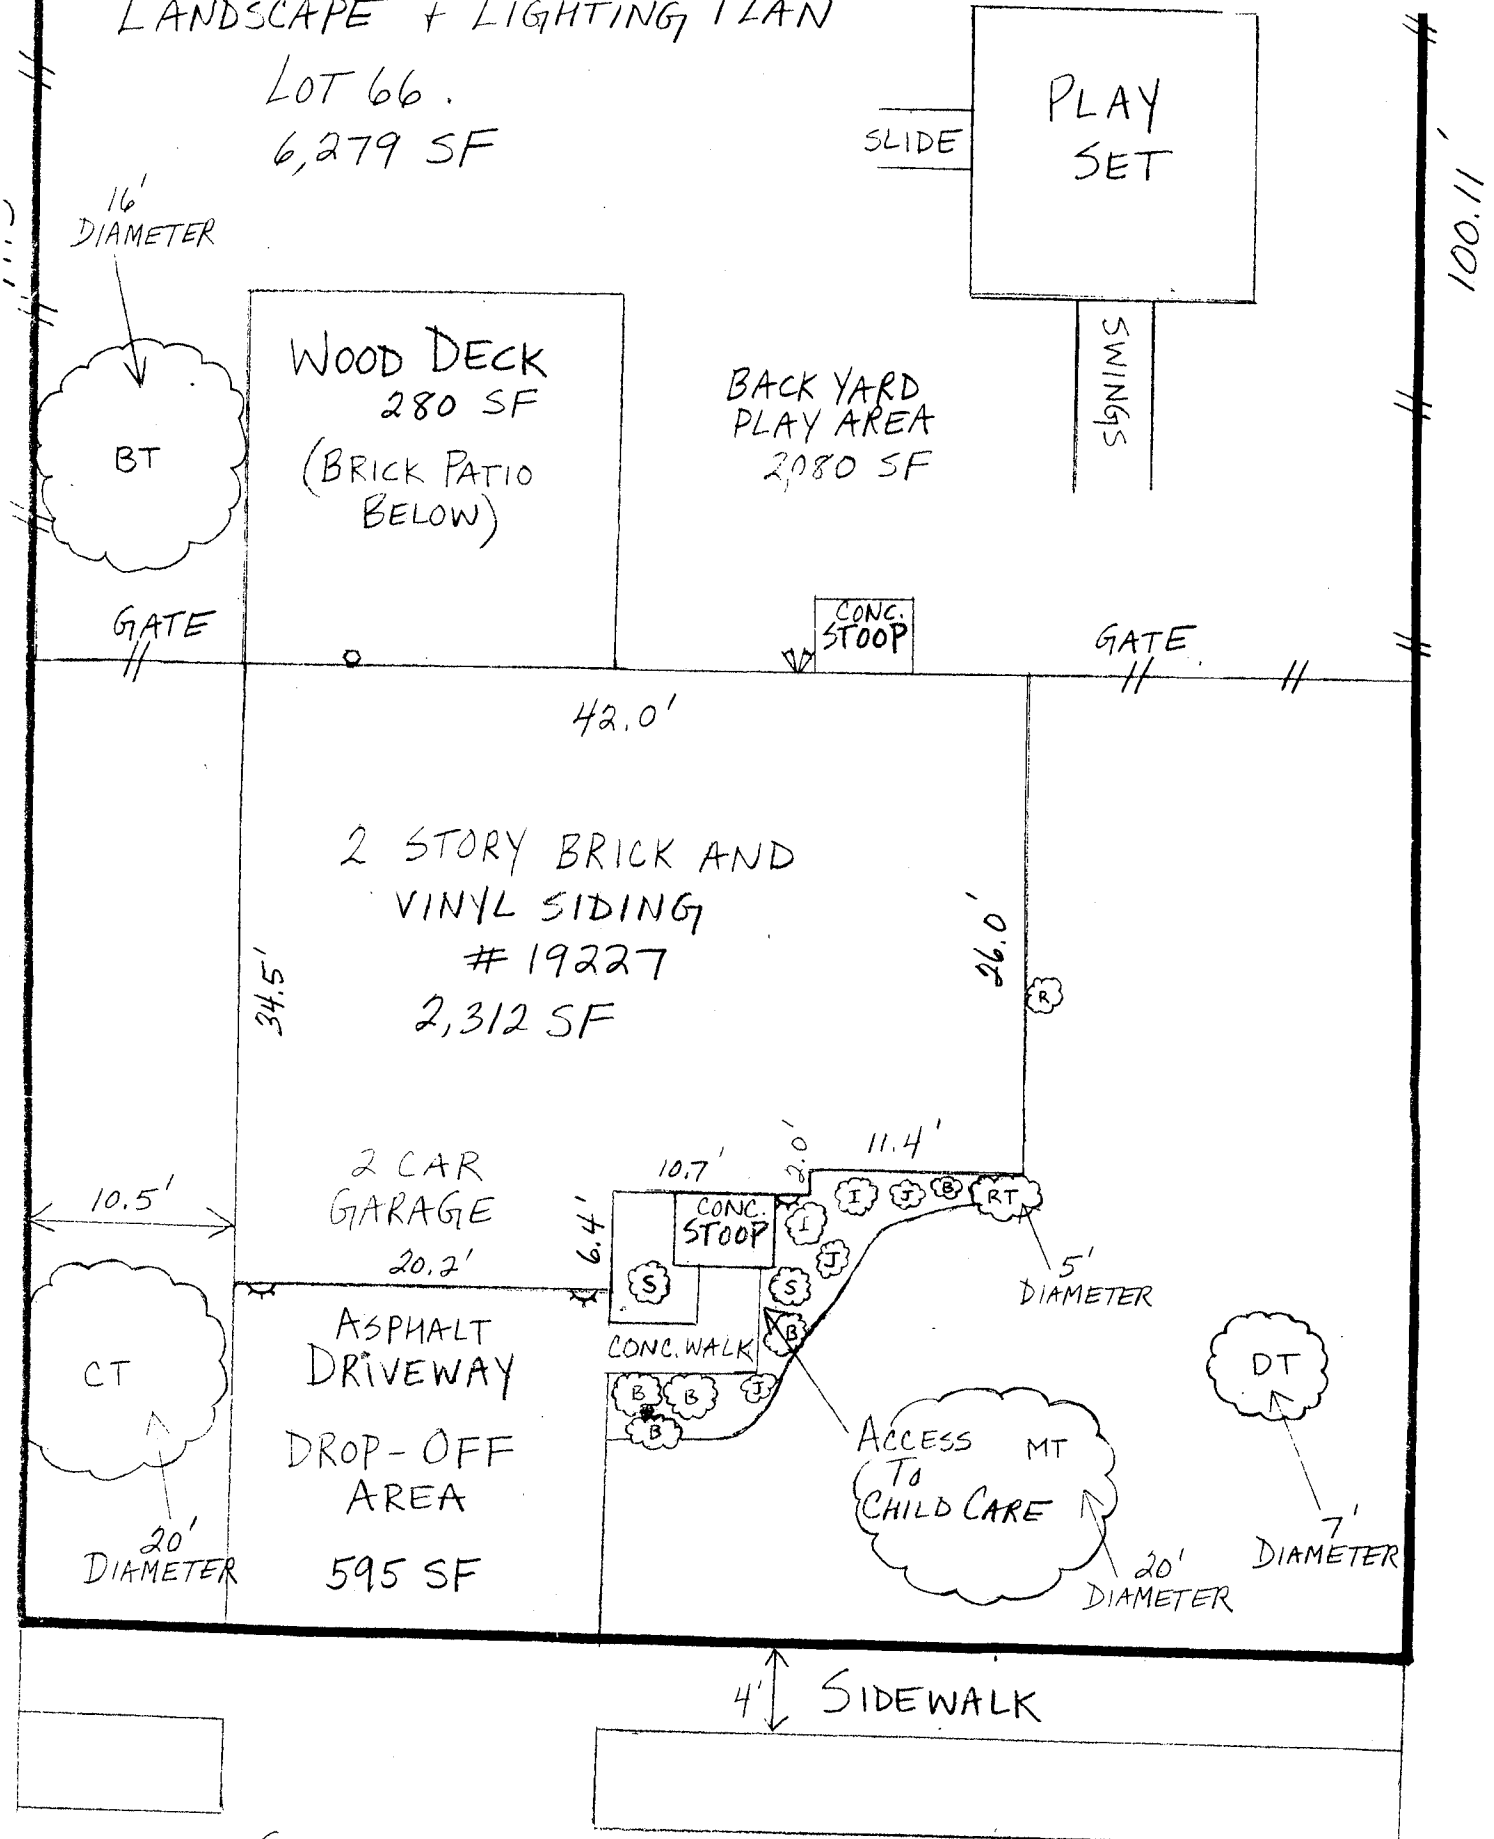 LANDSCAPE + LIGHTING PLAN
LOT 66.
6,279 SF
PLAY
SET
SLIDE
SWINGS
100.11'
16'
DIAMETER
BT
WOOD DECK
280 SF
(BRICK PATIO
BELOW)
BACK YARD
PLAY AREA
2,080 SF
GATE
CONC.
STOOP
GATE
42.0'
2 STORY BRICK AND
VINYL SIDING
# 19227
2,312 SF
34.5'
26.0'
R
2 CAR
GARAGE
20.2'
10.5'
6.4'
10.7'
2.0'
11.4'
CONC.
STOOP
I
J
B
RT
I
J
S
S
B
5'
DIAMETER
CONC. WALK
B
B
J
B
ASPHALT
DRIVEWAY
DROP-OFF
AREA
595 SF
CT
20'
DIAMETER
ACCESS
TO
CHILD CARE
MT
20'
DIAMETER
DT
7'
DIAMETER
4'
SIDEWALK